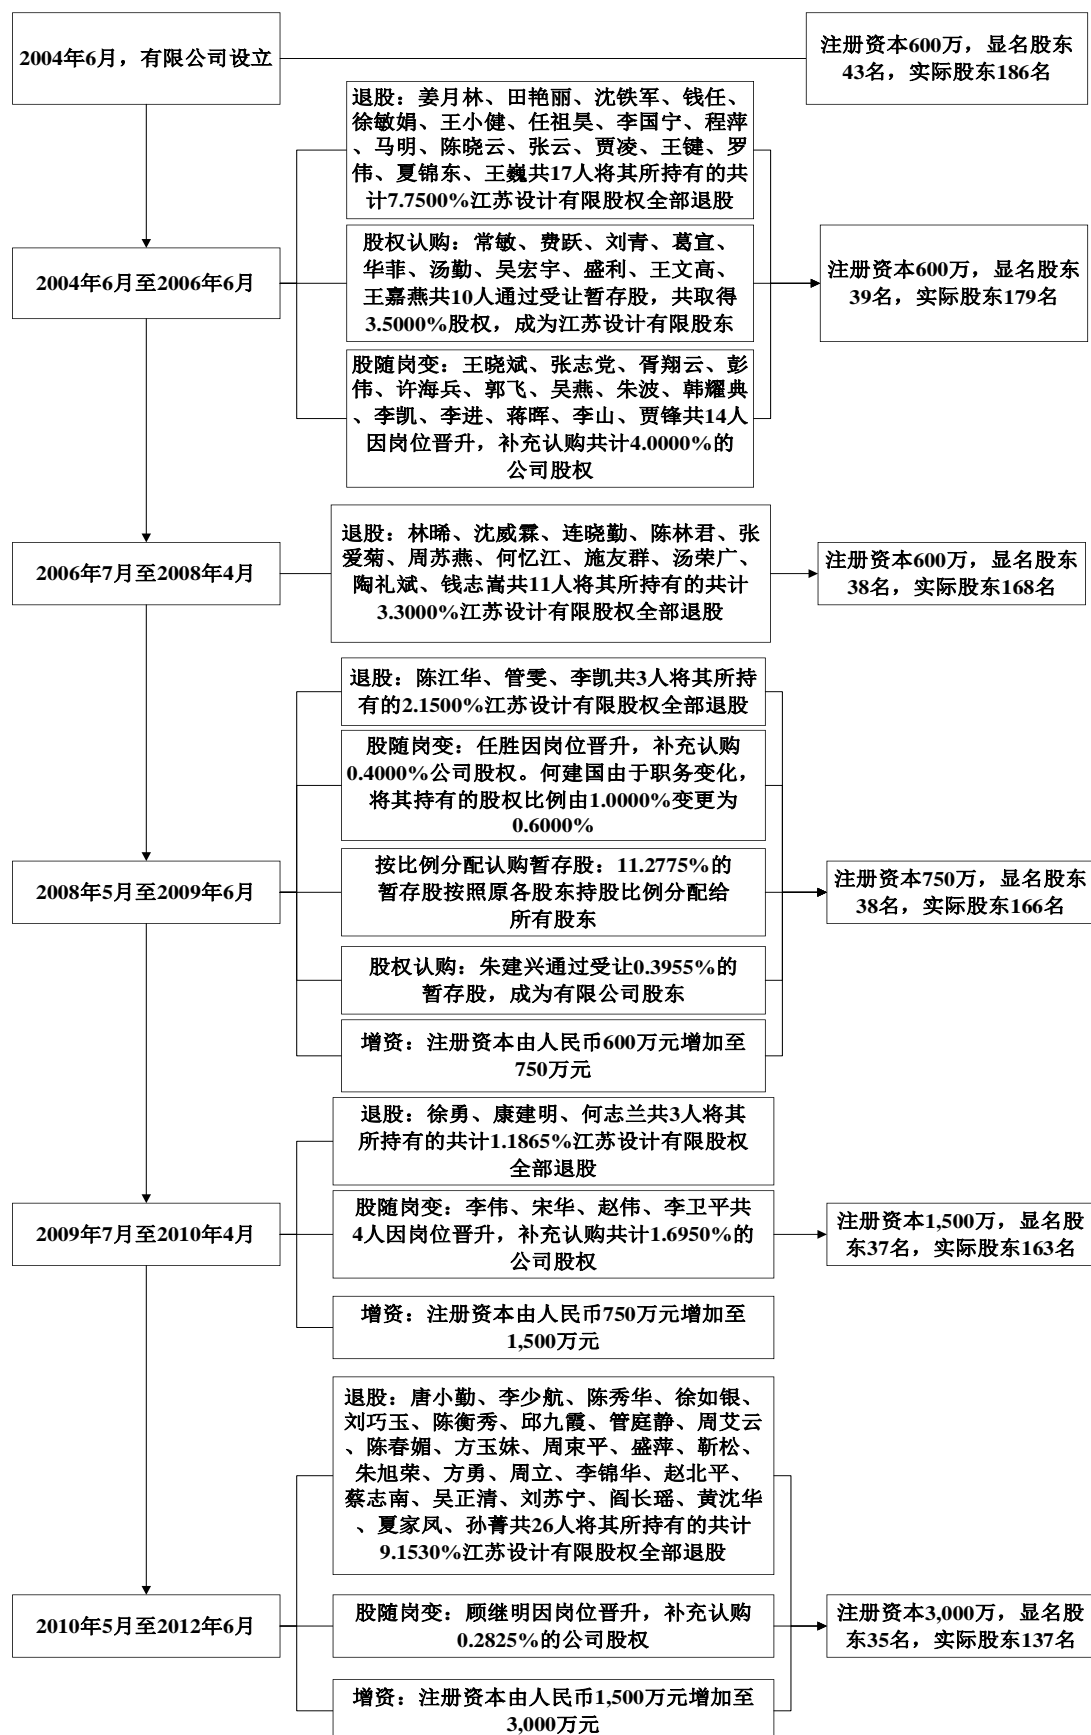 2004年6月，有限公司设立
注册资本600万，显名股东
43名，实际股东186名
退股：姜月林、田艳丽、沈铁军、钱任、
徐敏娟、王小健、任祖昊、李国宁、程萍
、马明、陈晓云、张云、贾凌、王键、罗
伟、夏锦东、王巍共17人将其所持有的共
计7.7500%江苏设计有限股权全部退股
2004年6月至2006年6月
股权认购：常敏、费跃、刘青、葛宣、
华菲、汤勤、吴宏宇、盛利、王文高、
王嘉燕共10人通过受让暂存股，共取得
3.5000%股权，成为江苏设计有限股东
注册资本600万，显名股东
39名，实际股东179名
股随岗变：王晓斌、张志党、胥翔云、彭
伟、许海兵、郭飞、吴燕、朱波、韩耀典
、李凯、李进、蒋晖、李山、贾锋共14人
因岗位晋升，补充认购共计4.0000%的
公司股权
2006年7月至2008年4月
退股：林晞、沈威霖、连晓勤、陈林君、张
爱菊、周苏燕、何忆江、施友群、汤荣广、
陶礼斌、钱志嵩共11人将其所持有的共计
3.3000%江苏设计有限股权全部退股
注册资本600万，显名股东
38名，实际股东168名
退股：陈江华、管雯、李凯共3人将其所持
有的2.1500%江苏设计有限股权全部退股
股随岗变：任胜因岗位晋升，补充认购
0.4000%公司股权。何建国由于职务变化，
将其持有的股权比例由1.0000%变更为
0.6000%
2008年5月至2009年6月
按比例分配认购暂存股：11.2775%的
暂存股按照原各股东持股比例分配给
所有股东
注册资本750万，显名股东
38名，实际股东166名
股权认购：朱建兴通过受让0.3955%的
暂存股，成为有限公司股东
增资：注册资本由人民币600万元增加至
750万元
退股：徐勇、康建明、何志兰共3人将其
所持有的共计1.1865%江苏设计有限股权
全部退股
2009年7月至2010年4月
股随岗变：李伟、宋华、赵伟、李卫平共
4人因岗位晋升，补充认购共计1.6950%的
公司股权
注册资本1,500万，显名股
东37名，实际股东163名
增资：注册资本由人民币750万元增加至
1,500万元
退股：唐小勤、李少航、陈秀华、徐如银、
刘巧玉、陈衡秀、邱九霞、管庭静、周艾云
、陈春媚、方玉妹、周束平、盛萍、靳松、
朱旭荣、方勇、周立、李锦华、赵北平、
蔡志南、吴正清、刘苏宁、阎长瑶、黄沈华
、夏家凤、孙菁共26人将其所持有的共计
9.1530%江苏设计有限股权全部退股
2010年5月至2012年6月
股随岗变：顾继明因岗位晋升，补充认购
0.2825%的公司股权
注册资本3,000万，显名股
东35名，实际股东137名
增资：注册资本由人民币1,500万元增加至
3,000万元